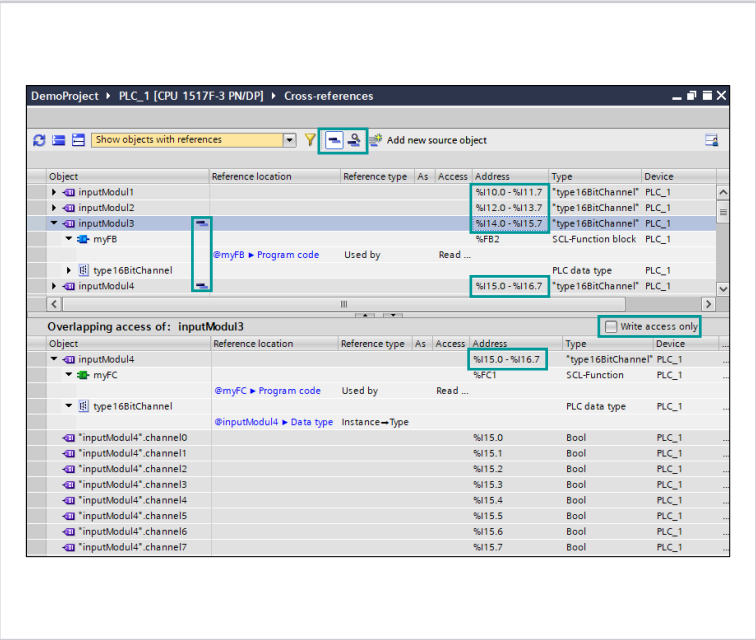 DemoProject ▸ PLC_1 [CPU 1517F-3 PN/DP] ▸ Cross-references
Show objects with references Add new source object
Object Reference location Reference type As Access Address Type Device
inputModul1 %I10.0 - %I11.7 "type16BitChannel" PLC_1
inputModul2 %I12.0 - %I13.7 "type16BitChannel" PLC_1
inputModul3 %I14.0 - %I15.7 "type16BitChannel" PLC_1
myFB %FB2 SCL-Function block PLC_1
@myFB ▸ Program code Used by Read ...
type16BitChannel PLC data type PLC_1
inputModul4 %I15.0 - %I16.7 "type16BitChannel" PLC_1
Overlapping access of: inputModul3 Write access only
Object Reference location Reference type As Access Address Type Device ...
inputModul4 %I15.0 - %I16.7 "type16BitChannel" PLC_1
myFC %FC1 SCL-Function PLC_1 ...
@myFC ▸ Program code Used by Read ...
type16BitChannel PLC data type PLC_1 ...
@inputModul4 ▸ Data type Instance→Type
"inputModul4".channel0 %I15.0 Bool PLC_1 ...
"inputModul4".channel1 %I15.1 Bool PLC_1 ...
"inputModul4".channel2 %I15.2 Bool PLC_1 ...
"inputModul4".channel3 %I15.3 Bool PLC_1 ...
"inputModul4".channel4 %I15.4 Bool PLC_1 ...
"inputModul4".channel5 %I15.5 Bool PLC_1 ...
"inputModul4".channel6 %I15.6 Bool PLC_1 ...
"inputModul4".channel7 %I15.7 Bool PLC_1 ...